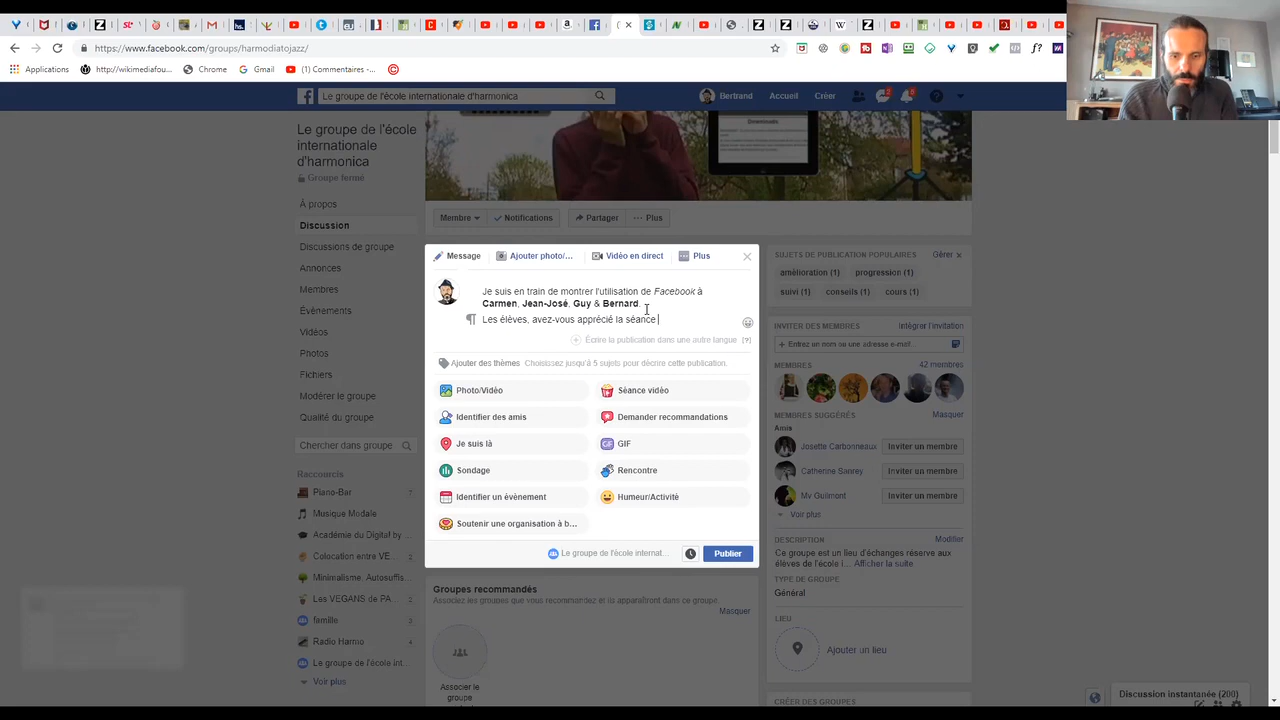 https://www.facebook.com/groups/harmodiatojazz/
Applications
http://wikimediafou...
Chrome
Gmail
(1) Commentaires -...
Le groupe de l'école internationale d'harmonica
Bertrand
Accueil
Créer
Le groupe de l'école
internationale
d'harmonica
Groupe fermé
À propos
Discussion
Discussions de groupe
Annonces
Membres
Évènements
Vidéos
Photos
Fichiers
Modérer le groupe
Qualité du groupe
Chercher dans groupe
Raccourcis
Piano-Bar 7
Musique Modale
Académie du Digital by...
Colocation entre VE...
Minimalisme, Autosuffis...
Les VEGANS de PA...
famille 3
Radio Harmo 4
Le groupe de l'école int...
Voir plus
Downloads
Membre
Notifications
Partager
Plus
Message
Ajouter photo/...
Vidéo en direct
Plus
Je suis en train de montrer l'utilisation de Facebook à
Carmen, Jean-José, Guy & Bernard.
¶ Les élèves, avez-vous apprécié la séance
Écrire la publication dans une autre langue [?]
Ajouter des thèmes Choisissez jusqu'à 5 sujets pour décrire cette publication.
Photo/Vidéo
Séance vidéo
Identifier des amis
Demander recommandations
Je suis là
GIF
Sondage
Rencontre
Identifier un évènement
Humeur/Activité
Soutenir une organisation à b...
Le groupe de l'école internat...
Publier
Groupes recommandés
Associez les groupes que vous recommandez et ils apparaîtront dans ce groupe.
Masquer
Associer le
groupe
SUJETS DE PUBLICATION POPULAIRES
Gérer
amélioration (1)
progression (1)
suivi (1)
conseils (1)
cours (1)
INVITER DES MEMBRES
Intégrer l'invitation
+ Entrez un nom ou une adresse e-mail...
MEMBRES
42 membres
MEMBRES SUGGÉRÉS
Masquer
Amis
Josette Carbonneaux
Inviter un membre
Catherine Sanrey
Inviter un membre
Mv Guimont
Inviter un membre
Voir plus
DESCRIPTION
Modifier
Ce groupe est un lieu d'échanges réservé aux
élèves de l'école i... Afficher la suite
TYPE DE GROUPE
Général
LIEU
Ajouter un lieu
CRÉER DES GROUPES
Discussion instantanée (200)